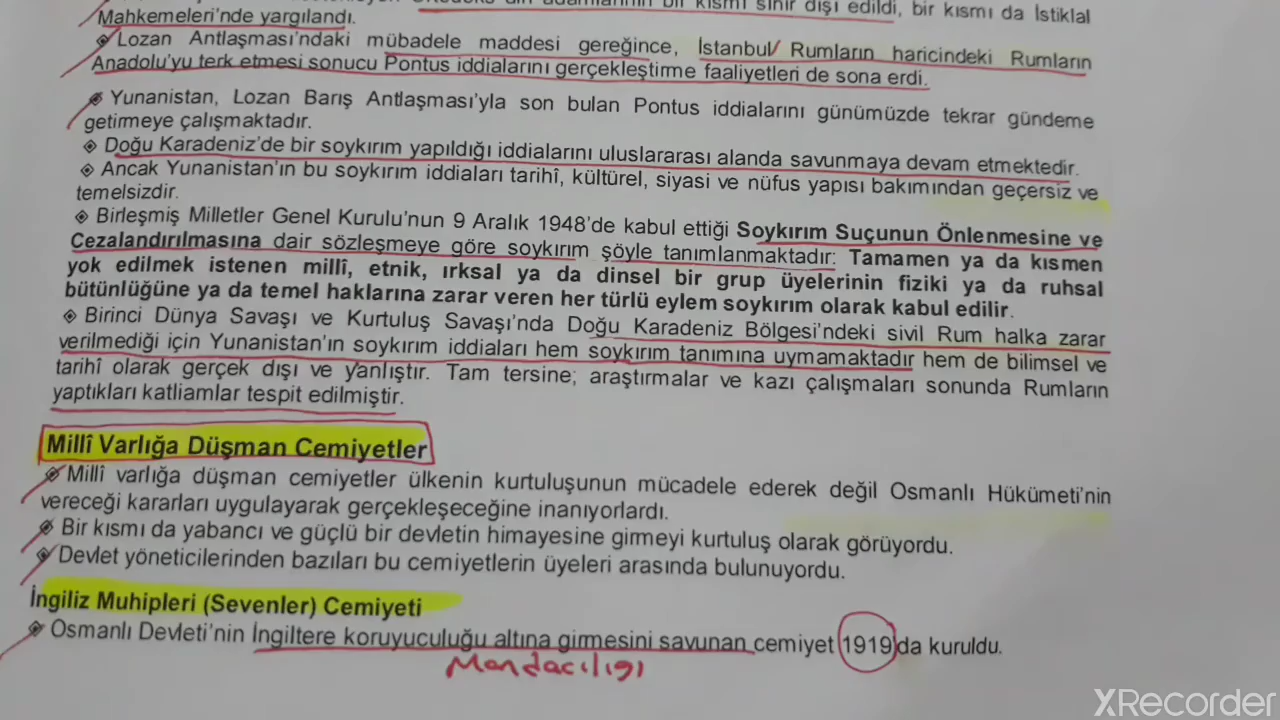 bir kısmı sınır dışı edildi, bir kısmı da İstiklal
Mahkemeleri'nde yargılandı.
◈ Lozan Antlaşması'ndaki mübadele maddesi gereğince, İstanbul Rumların haricindeki Rumların
Anadolu'yu terk etmesi sonucu Pontus iddialarını gerçekleştirme faaliyetleri de sona erdi.
◈ Yunanistan, Lozan Barış Antlaşması'yla son bulan Pontus iddialarını günümüzde tekrar gündeme
getirmeye çalışmaktadır.
◈ Doğu Karadeniz'de bir soykırım yapıldığı iddialarını uluslararası alanda savunmaya devam etmektedir.
◈ Ancak Yunanistan'ın bu soykırım iddiaları tarihî, kültürel, siyasi ve nüfus yapısı bakımından geçersiz ve
temelsizdir.
◈ Birleşmiş Milletler Genel Kurulu'nun 9 Aralık 1948'de kabul ettiği Soykırım Suçunun Önlenmesine ve
Cezalandırılmasına dair sözleşmeye göre soykırım şöyle tanımlanmaktadır: Tamamen ya da kısmen
yok edilmek istenen millî, etnik, ırksal ya da dinsel bir grup üyelerinin fiziki ya da ruhsal
bütünlüğüne ya da temel haklarına zarar veren her türlü eylem soykırım olarak kabul edilir.
◈ Birinci Dünya Savaşı ve Kurtuluş Savaşı'nda Doğu Karadeniz Bölgesi'ndeki sivil Rum halka zarar
verilmediği için Yunanistan'ın soykırım iddiaları hem soykırım tanımına uymamaktadır hem de bilimsel ve
tarihî olarak gerçek dışı ve yanlıştır. Tam tersine; araştırmalar ve kazı çalışmaları sonunda Rumların
yaptıkları katliamlar tespit edilmiştir.
Millî Varlığa Düşman Cemiyetler
◈ Millî varlığa düşman cemiyetler ülkenin kurtuluşunun mücadele ederek değil Osmanlı Hükümeti'nin
vereceği kararları uygulayarak gerçekleşeceğine inanıyorlardı.
◈ Bir kısmı da yabancı ve güçlü bir devletin himayesine girmeyi kurtuluş olarak görüyordu.
◈ Devlet yöneticilerinden bazıları bu cemiyetlerin üyeleri arasında bulunuyordu.
İngiliz Muhipleri (Sevenler) Cemiyeti
◈ Osmanlı Devleti'nin İngiltere koruyuculuğu altına girmesini savunan cemiyet 1919'da kuruldu.
Mandacılığı
XRecorder